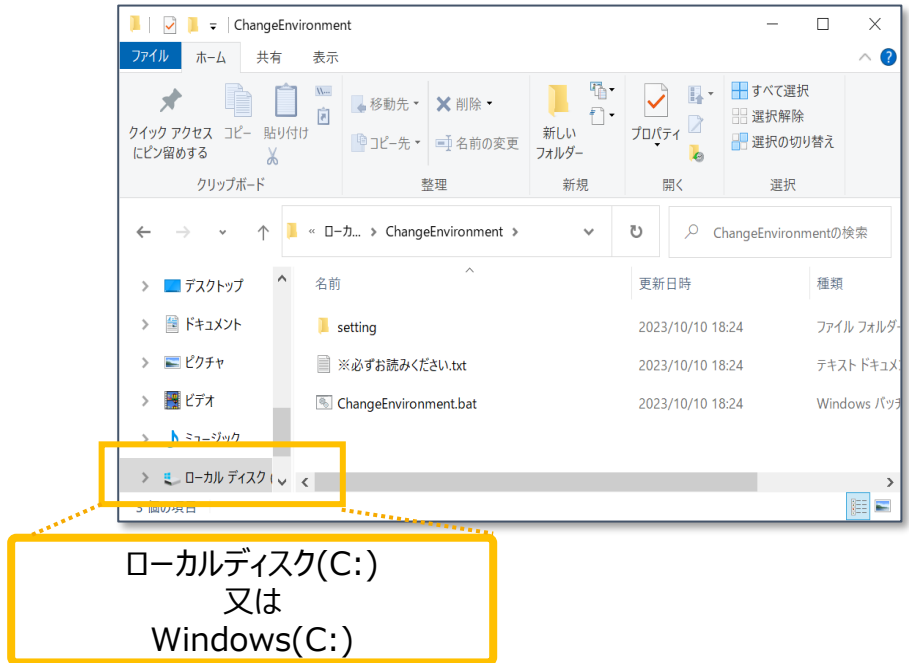 ChangeEnvironment
ファイル ホーム 共有 表示
クイック アクセス
にピン留めする
コピー
貼り付け
移動先
コピー先
削除
名前の変更
新しい
フォルダー
プロパティ
すべて選択
選択解除
選択の切り替え
クリップボード 整理 新規 開く 選択
« ローカ... › ChangeEnvironment ›
ChangeEnvironmentの検索
名前 更新日時 種類
デスクトップ
ドキュメント
ピクチャ
ビデオ
ミュージック
ローカル ディスク (
setting 2023/10/10 18:24 ファイル フォルダー
※必ずお読みください.txt 2023/10/10 18:24 テキスト ドキュメ
ChangeEnvironment.bat 2023/10/10 18:24 Windows バッチ
3 個の項目
ローカルディスク(C:)
又は
Windows(C:)